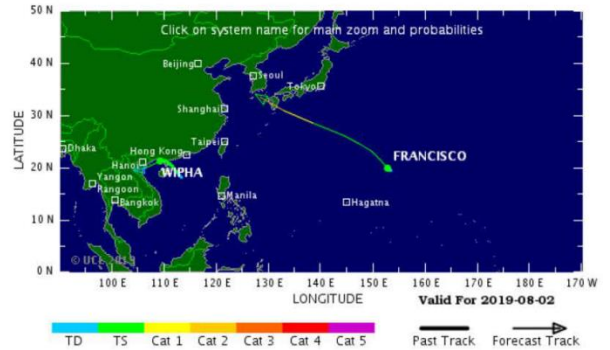 50 N
Click on system name for main zoom and probabilities
40 N
Beijing
Seoul
Tokyo
30 N
Shanghai
LATITUDE
Taipei
Dhaka
Hong Kong
FRANCISCO
Hanoi
20 N
WIPHA
Yangon
Rangoon
Manila
Bangkok
Hagatna
10 N
© UCL 2019
0 N
100 E
110 E
120 E
130 E
140 E
150 E
160 E
170 W
LONGITUDE
Valid For 2019-08-02
TD
TS
Cat 1
Cat 2
Cat 3
Cat 4
Cat 5
Past Track
Forecast Track